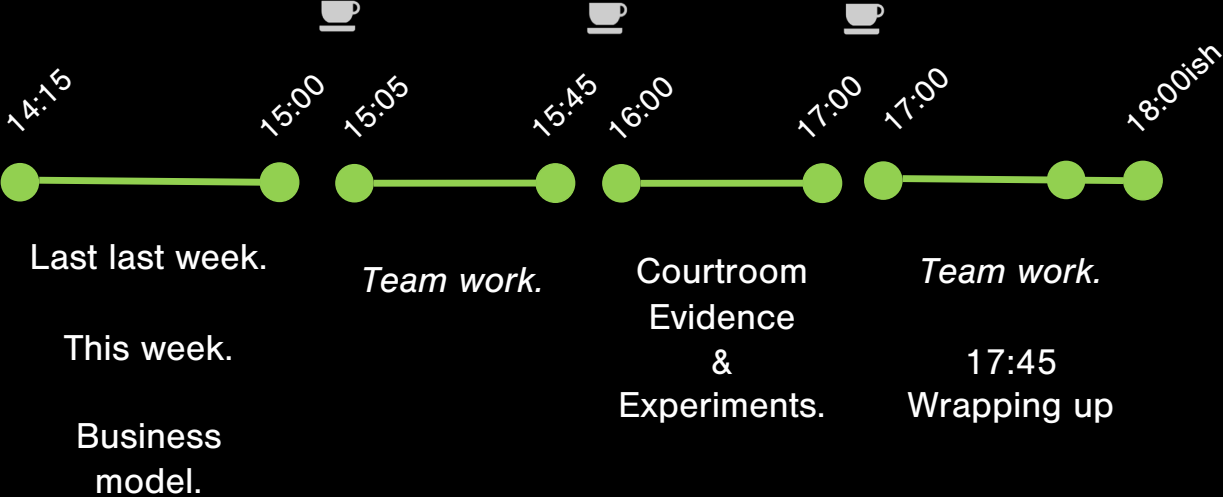 14:15
15:00
15:05
15:45
16:00
17:00
17:00
18:00ish
Last last week.
This week.
Business
model.
Team work.
Courtroom
Evidence
&
Experiments.
Team work.
17:45
Wrapping up